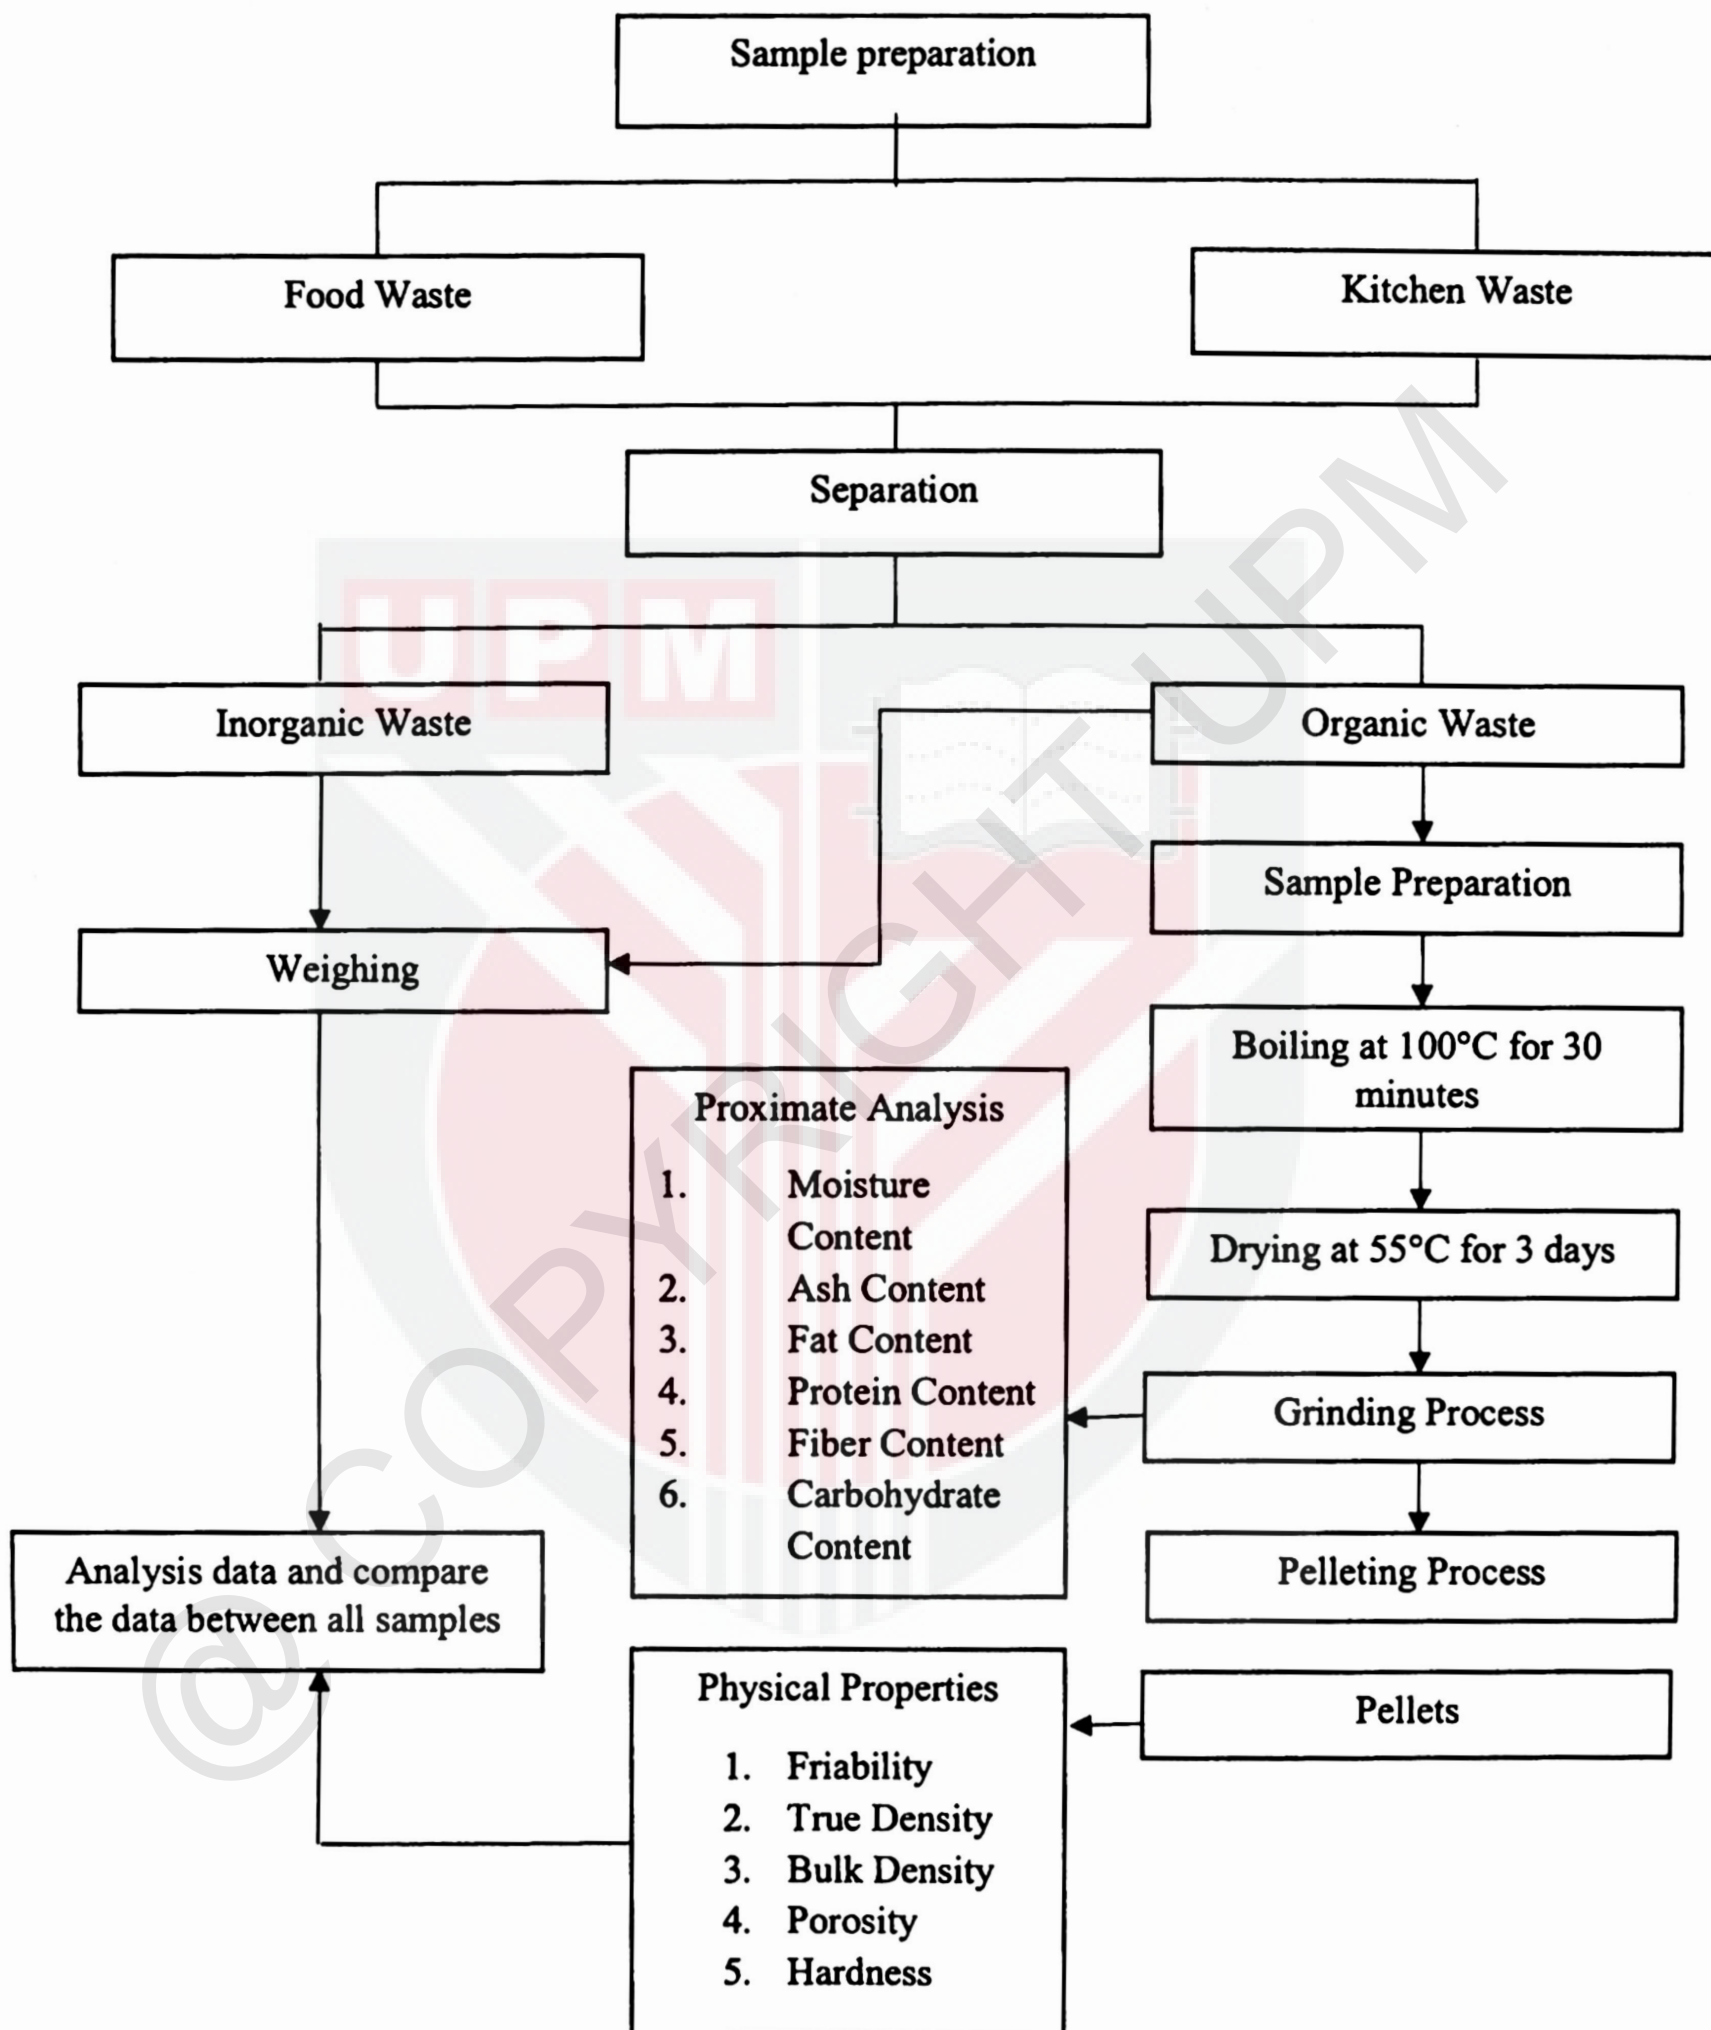 Sample preparation
Food Waste
Kitchen Waste
Separation
UPM
Inorganic Waste
Organic Waste
Sample Preparation
Weighing
Boiling at 100°C for 30
minutes
Proximate Analysis
1. Moisture
Content
2. Ash Content
3. Fat Content
4. Protein Content
5. Fiber Content
6. Carbohydrate
Content
Drying at 55°C for 3 days
Grinding Process
Pelleting Process
Analysis data and compare
the data between all samples
Physical Properties
1. Friability
2. True Density
3. Bulk Density
4. Porosity
5. Hardness
Pellets
@ COPYRIGHT UPM